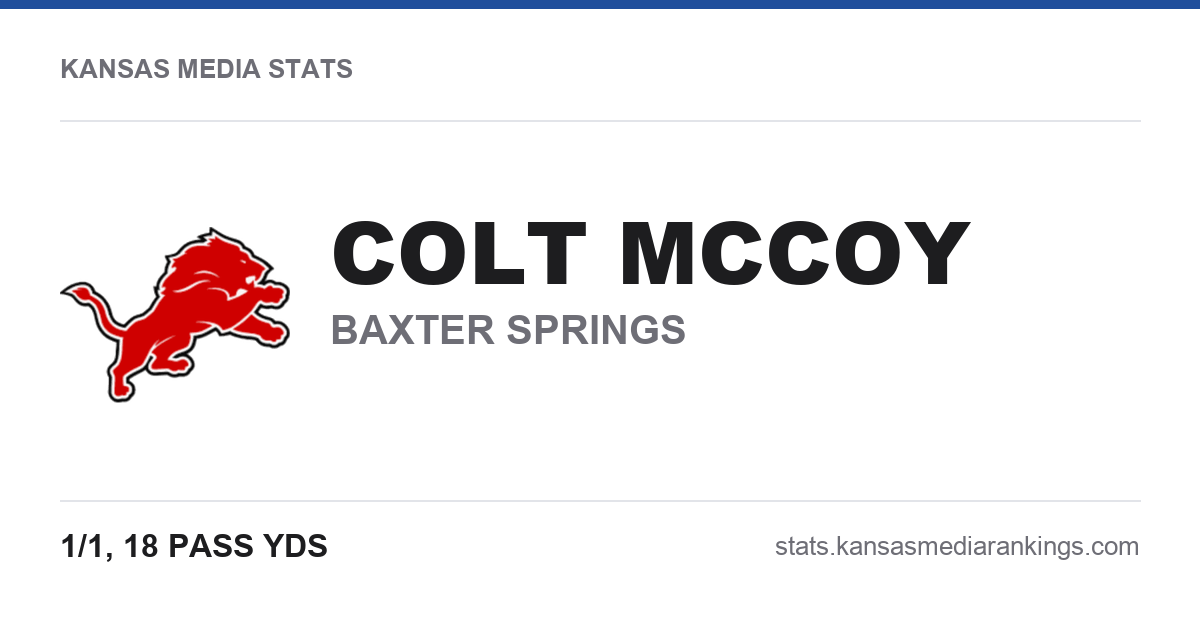 KANSAS MEDIA STATS
COLT MCCOY
BAXTER SPRINGS
1/1, 18 PASS YDS
stats.kansasmediarankings.com